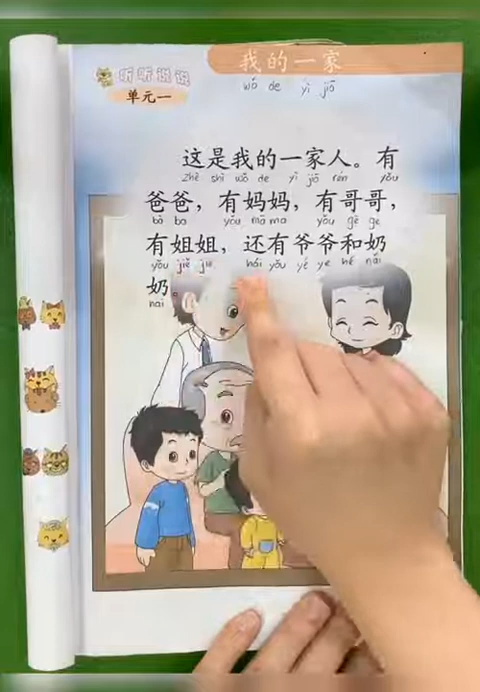 听听说说
我的一家
wǒ de yì jiā
单元一
这是我的一家人。有
zhè shì wǒ de yì jiā rén yǒu
爸爸，有妈妈，有哥哥，
bà ba yǒu mā ma yǒu gē ge
有姐姐，还有爷爷和奶
yǒu jiě jie hái yǒu yé ye hé nǎi
奶。
nai